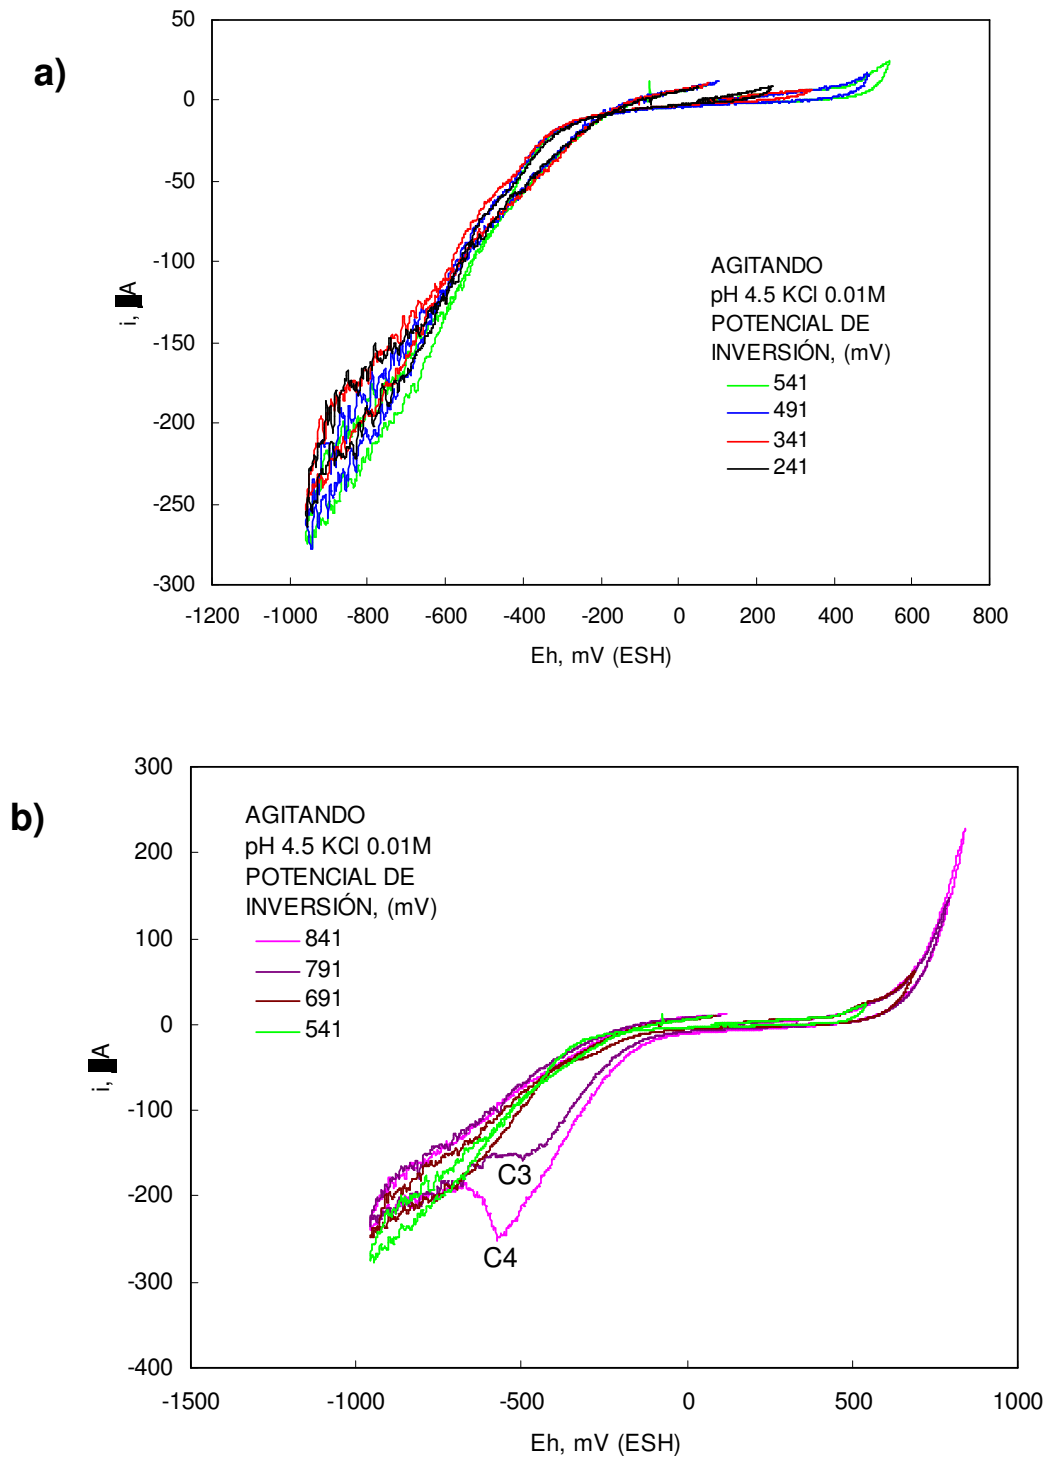 a)
50
0
-50
-100
-150
-200
-250
-300
i, µA
AGITANDO
pH 4.5 KCl 0.01M
POTENCIAL DE
INVERSIÓN, (mV)
541
491
341
241
-1200 -1000 -800 -600 -400 -200 0 200 400 600 800
Eh, mV (ESH)
b)
300
200
100
0
-100
-200
-300
-400
i, µA
AGITANDO
pH 4.5 KCl 0.01M
POTENCIAL DE
INVERSIÓN, (mV)
841
791
691
541
C3
C4
-1500 -1000 -500 0 500 1000
Eh, mV (ESH)